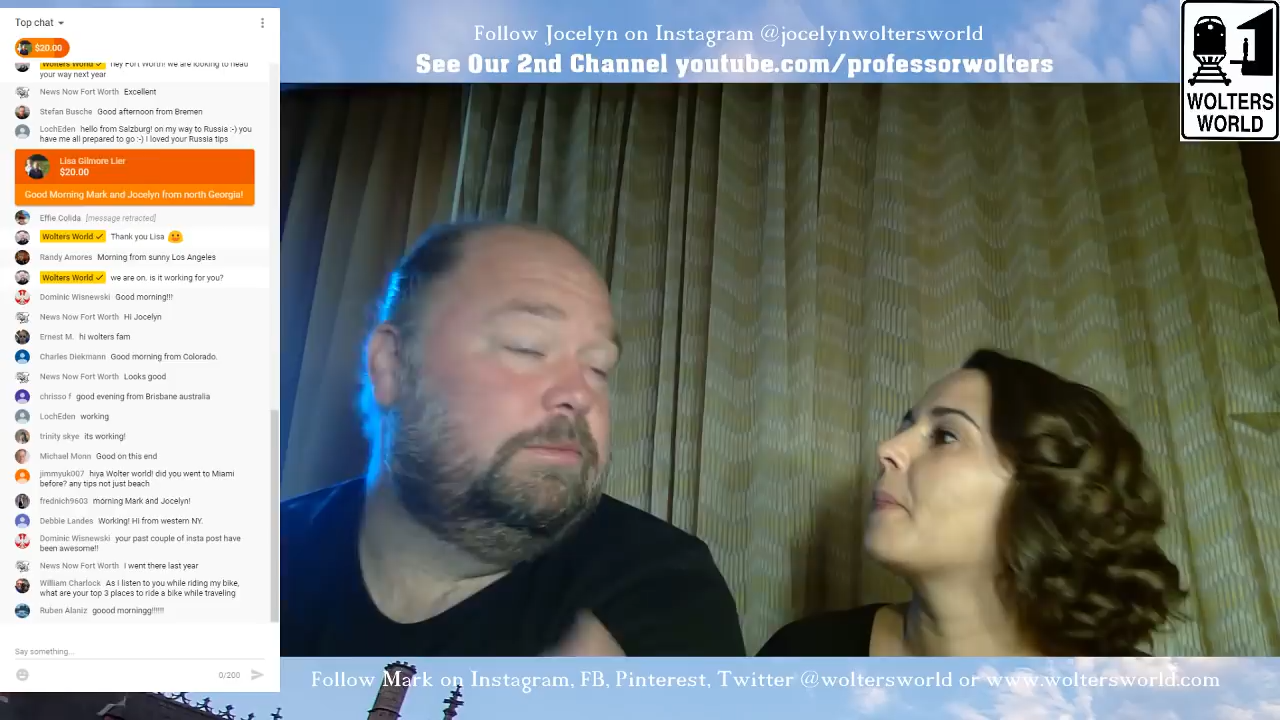 Top chat
$20.00
Wolters World Hey Fort Worth! we are looking to head
your way next year
News Now Fort Worth Excellent
Stefan Busche Good afternoon from Bremen
LochEden hello from Salzburg! on my way to Russia :-) you
have me all prepared to go :-) I loved your Russia tips
Lisa Gilmore Lier
$20.00
Good Morning Mark and Jocelyn from north Georgia!
Effie Colida [message retracted]
Wolters World Thank you Lisa
Randy Amores Morning from sunny Los Angeles
Wolters World we are on. is it working for you?
Dominic Wisnewski Good morning!!!
News Now Fort Worth Hi Jocelyn
Ernest M. hi wolters fam
Charles Diekmann Good morning from Colorado.
News Now Fort Worth Looks good
chrisso f good evening from Brisbane australia
LochEden working
trinity skye its working!
Michael Monn Good on this end
jimmyuk007 hiya Wolter world! did you went to Miami
before? any tips not just beach
frednich9603 morning Mark and Jocelyn!
Debbie Landes Working! Hi from western NY.
Dominic Wisnewski your past couple of insta post have
been awesome!!
News Now Fort Worth I went there last year
William Charlock As I listen to you while riding my bike,
what are your top 3 places to ride a bike while traveling
Ruben Alaniz goood morningg!!!!!!
Say something...
0/200
Follow Jocelyn on Instagram @jocelynwoltersworld
See Our 2nd Channel youtube.com/professorwolters
WOLTERS
WORLD
Follow Mark on Instagram, FB, Pinterest, Twitter @woltersworld or www.woltersworld.com